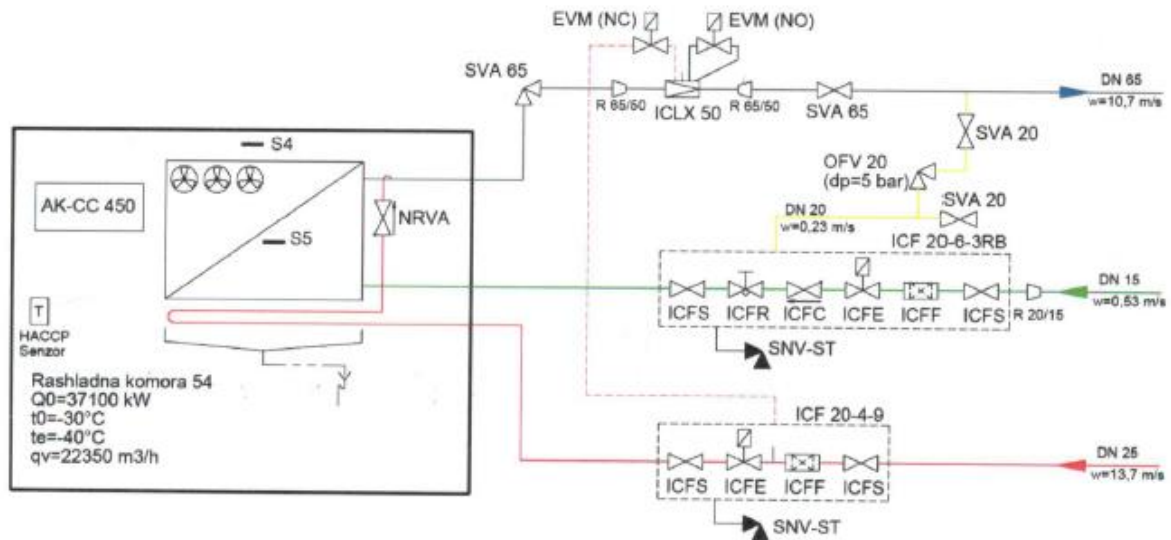 EVM (NC)
EVM (NO)
SVA 65
R 65/50
ICLX 50
R 65/50
SVA 65
DN 65
w=10,7 m/s
SVA 20
OFV 20
(dp=5 bar)
SVA 20
DN 20
w=0,23 m/s
ICF 20-6-3RB
S4
AK-CC 450
S5
NRVA
ICFS
ICFR
ICFC
ICFE
ICFF
ICFS
R 20/15
DN 15
w=0,53 m/s
SNV-ST
T
HACCP
Senzor
Rashladna komora 54
Q0=37100 kW
t0=-30°C
te=-40°C
qv=22350 m3/h
ICF 20-4-9
ICFS
ICFE
ICFF
ICFS
DN 25
w=13,7 m/s
SNV-ST